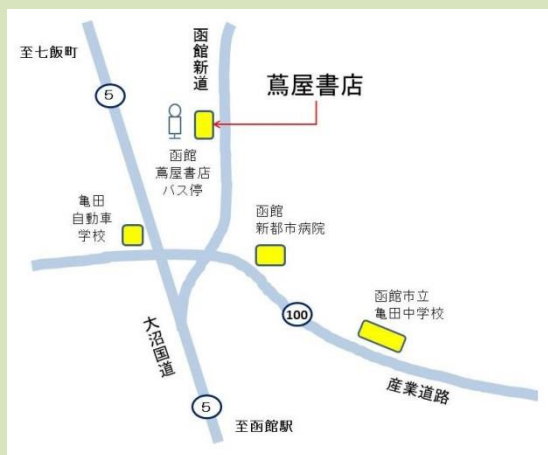 至七飯町
5
函館新道
蔦屋書店
函館
蔦屋書店
バス停
亀田
自動車
学校
函館
新都市病院
100
函館市立
亀田中学校
大沼国道
産業道路
5
至函館駅